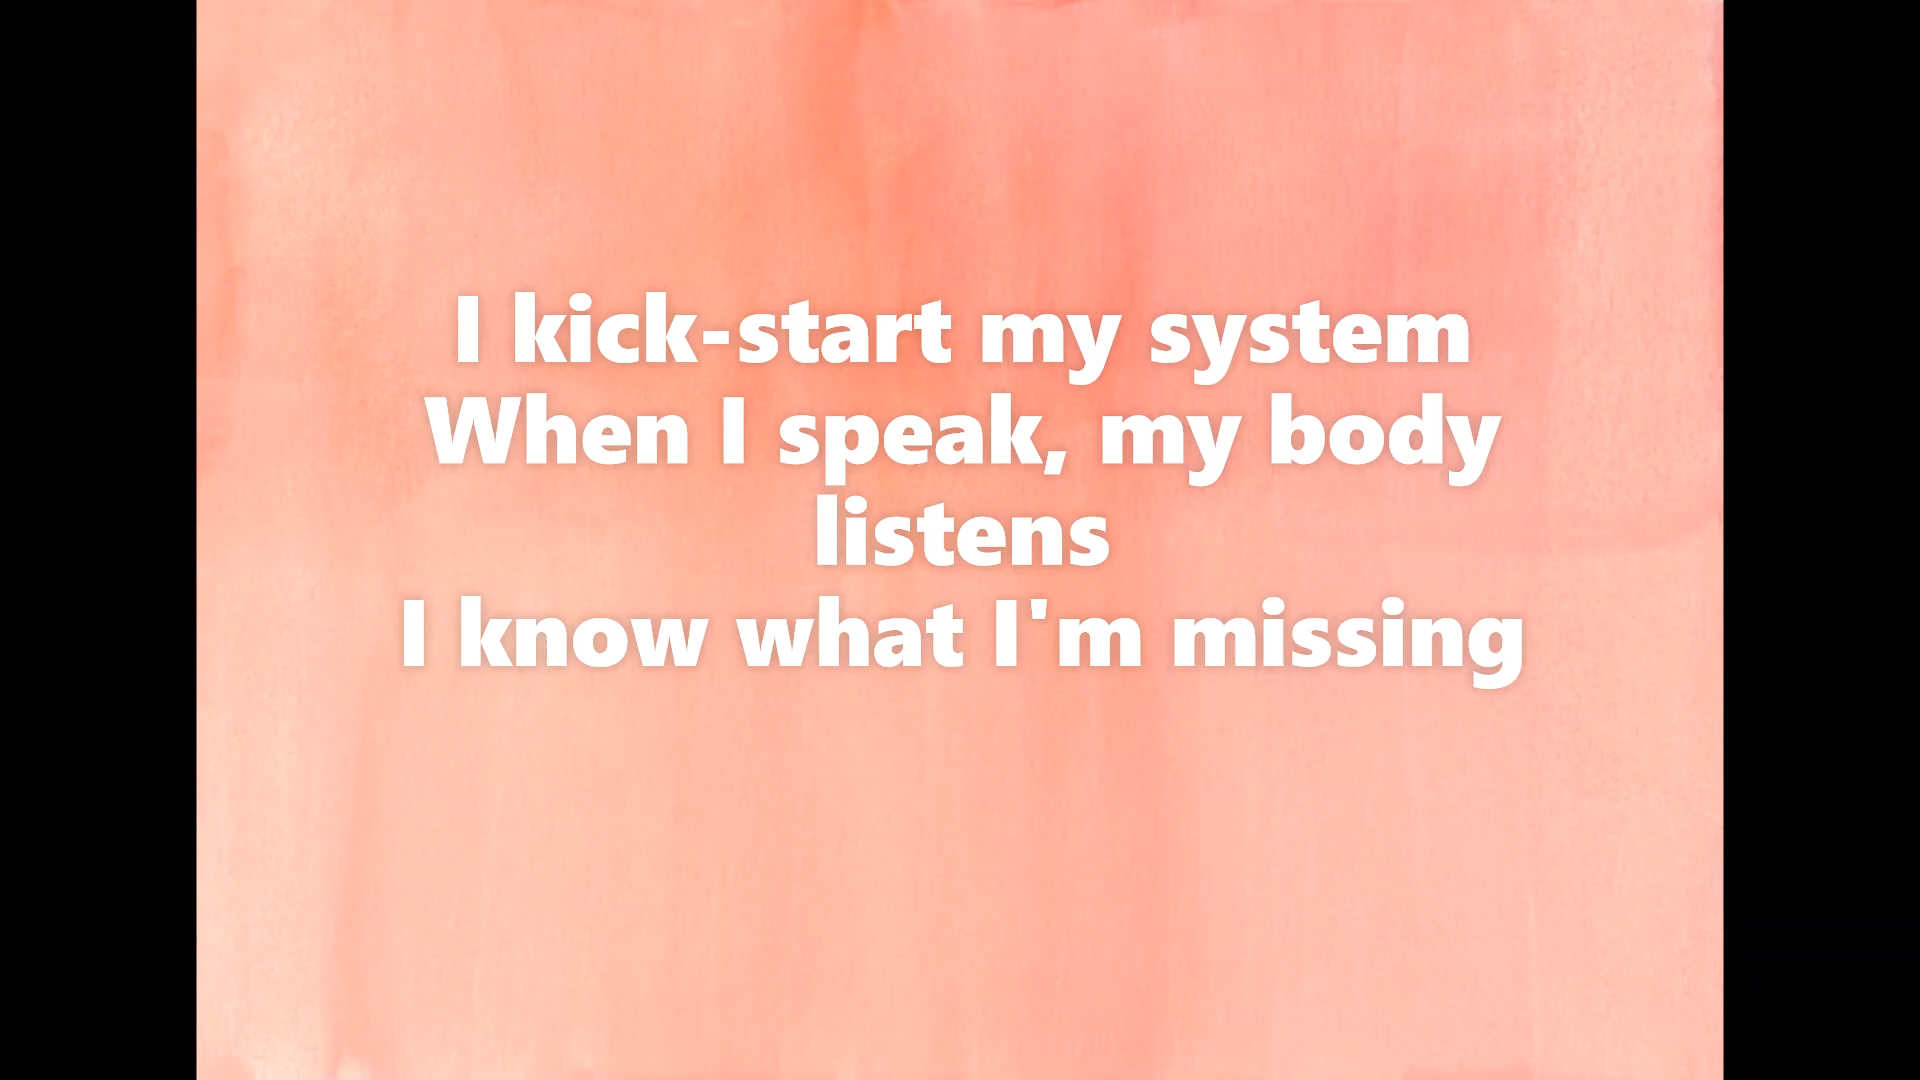 I kick-start my system
When I speak, my body
listens
I know what I'm missing